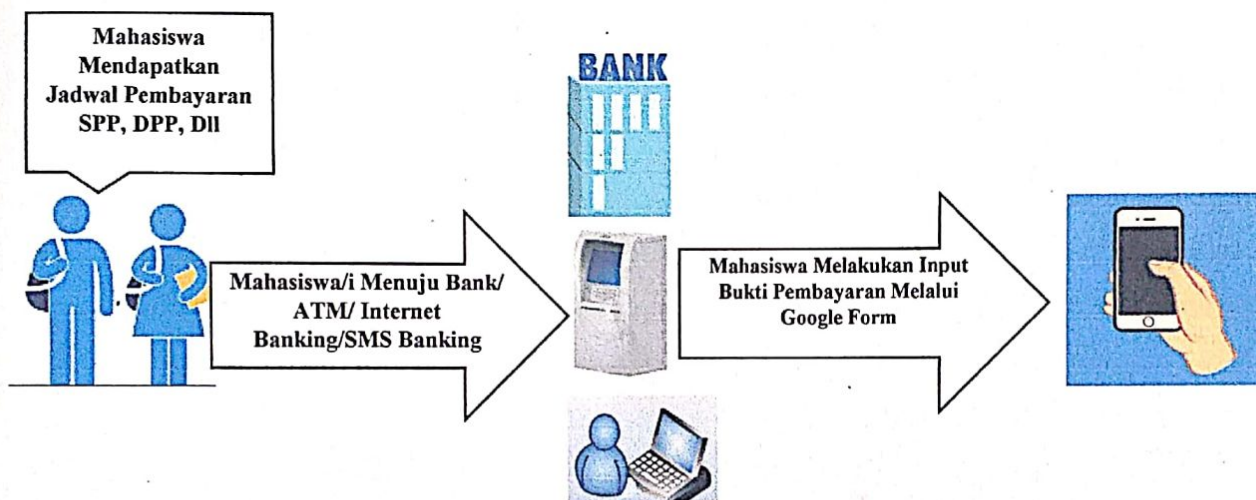 Mahasiswa
Mendapatkan
Jadwal Pembayaran
SPP, DPP, Dll
BANK
Mahasiswa/i Menuju Bank/
ATM/ Internet
Banking/SMS Banking
Mahasiswa Melakukan Input
Bukti Pembayaran Melalui
Google Form